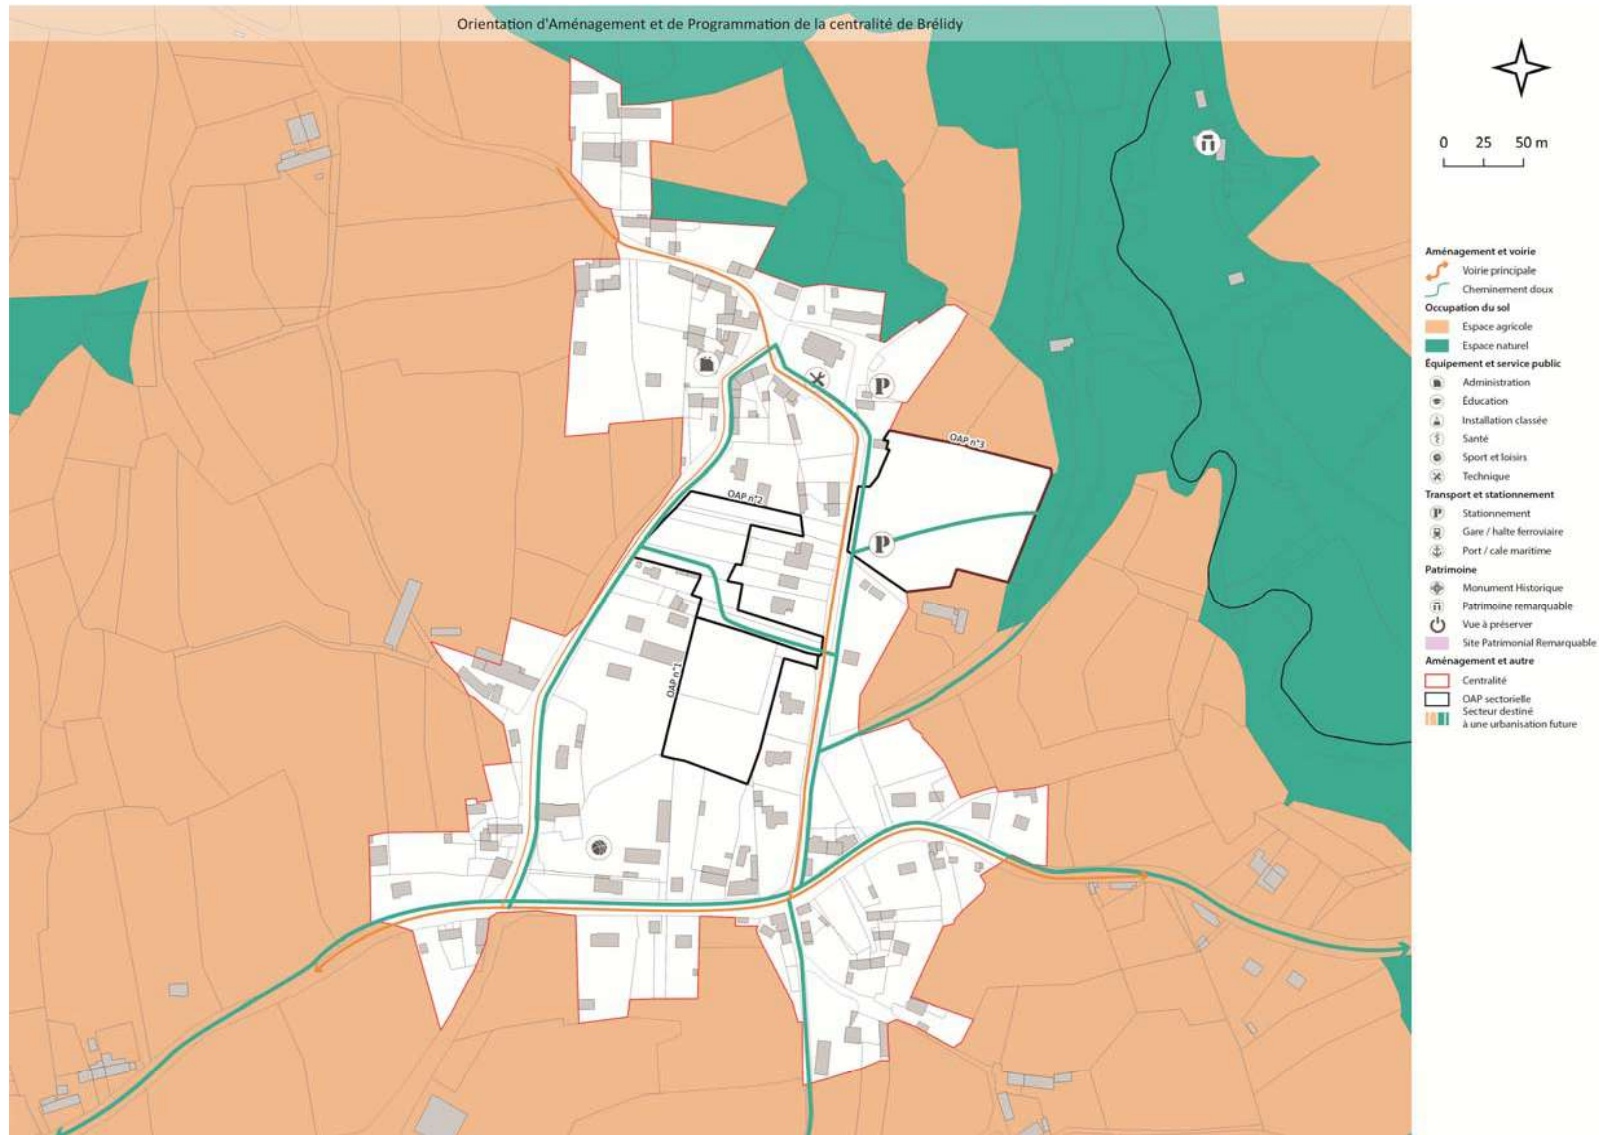 Orientation d'Aménagement et de Programmation de la centralité de Brélidy
0 25 50 m
Aménagement et voirie
Voirie principale
Cheminement doux
Occupation du sol
Espace agricole
Espace naturel
Équipement et service public
Administration
Éducation
Installation classée
Santé
Sport et loisirs
Technique
Transport et stationnement
P Stationnement
Gare / halte ferroviaire
Port / cale maritime
Patrimoine
Monument Historique
Patrimoine remarquable
Vue à préserver
Site Patrimonial Remarquable
Aménagement et autre
Centralité
OAP sectorielle
Secteur destiné
à une urbanisation future
P
OAP n°3
OAP n°2
P
OAP n°1